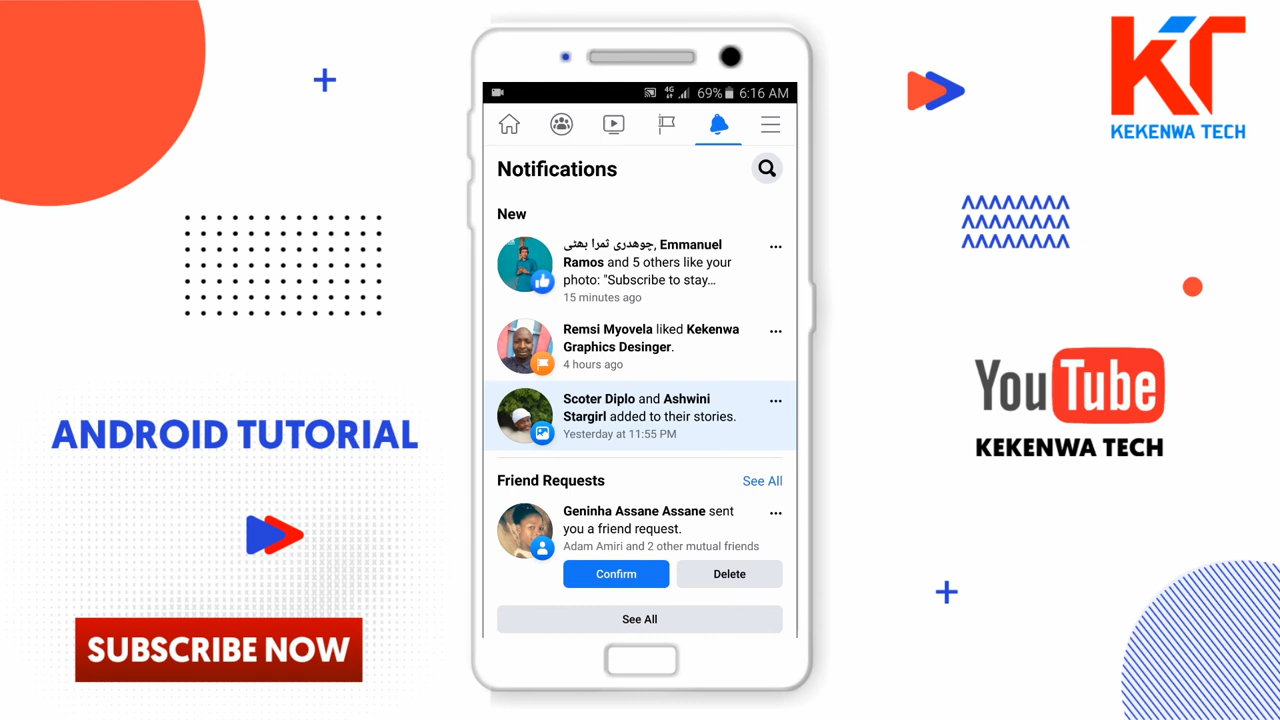 KT
KEKENWA TECH
4G 69% 6:16 AM
Notifications
New
چوهدری ثمرا بهٹی, Emmanuel
Ramos and 5 others like your
photo: "Subscribe to stay...
15 minutes ago
Remsi Myovela liked Kekenwa
Graphics Desinger.
4 hours ago
Scoter Diplo and Ashwini
Stargirl added to their stories.
Yesterday at 11:55 PM
Friend Requests
See All
Geninha Assane Assane sent
you a friend request.
Adam Amiri and 2 other mutual friends
Confirm
Delete
See All
ANDROID TUTORIAL
SUBSCRIBE NOW
YouTube
KEKENWA TECH